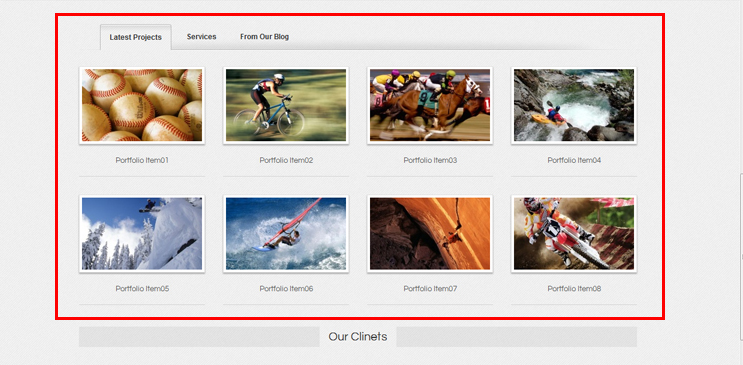 Latest Projects Services From Our Blog
Portfolio Item01 Portfolio Item02 Portfolio Item03 Portfolio Item04
Portfolio Item05 Portfolio Item06 Portfolio Item07 Portfolio Item08
Our Clinets